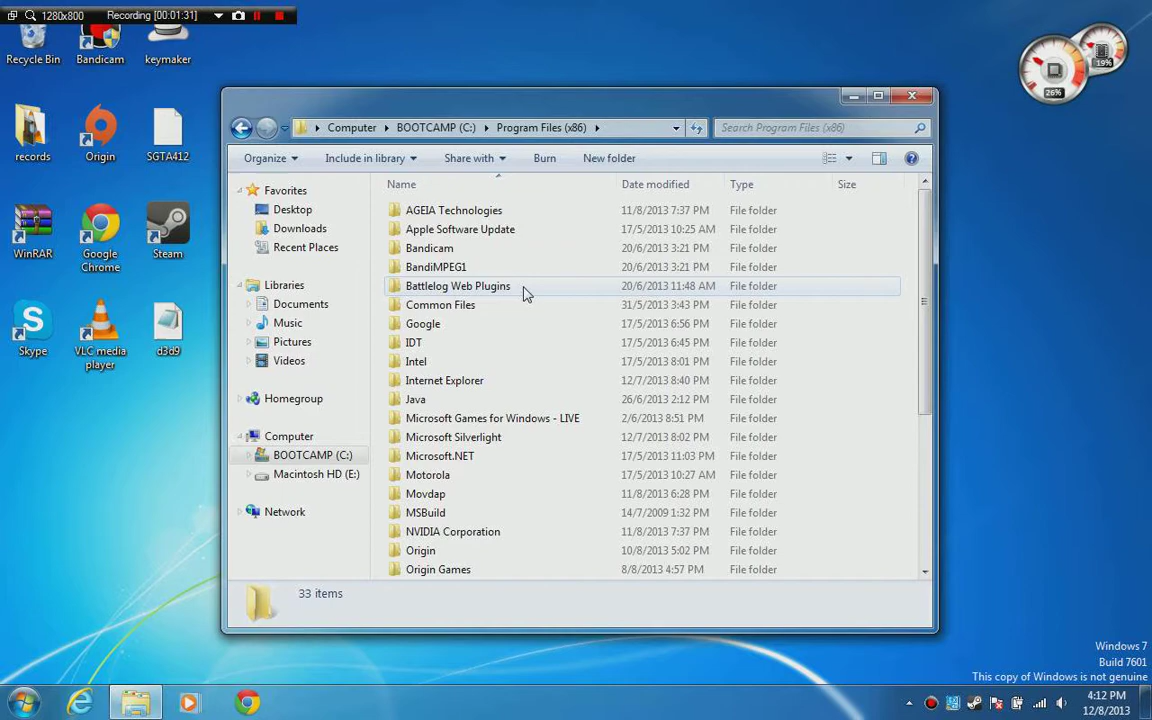 1280x800 Recording [00:01:31]
Recycle Bin
Bandicam
keymaker
26%
19%
records
Origin
SGTA412
WinRAR
Google Chrome
Steam
Skype
VLC media player
d3d9
Computer BOOTCAMP (C:) Program Files (x86)
Search Program Files (x86)
Organize Include in library Share with Burn New folder
Favorites
Desktop
Downloads
Recent Places
Libraries
Documents
Music
Pictures
Videos
Homegroup
Computer
BOOTCAMP (C:)
Macintosh HD (E:)
Network
Name Date modified Type Size
AGEIA Technologies 11/8/2013 7:37 PM File folder
Apple Software Update 17/5/2013 10:25 AM File folder
Bandicam 20/6/2013 3:21 PM File folder
BandiMPEG1 20/6/2013 3:21 PM File folder
Battlelog Web Plugins 20/6/2013 11:48 AM File folder
Common Files 31/5/2013 3:43 PM File folder
Google 17/5/2013 6:56 PM File folder
IDT 17/5/2013 6:45 PM File folder
Intel 17/5/2013 8:01 PM File folder
Internet Explorer 12/7/2013 8:40 PM File folder
Java 26/6/2013 2:12 PM File folder
Microsoft Games for Windows - LIVE 2/6/2013 8:51 PM File folder
Microsoft Silverlight 12/7/2013 8:02 PM File folder
Microsoft.NET 17/5/2013 11:03 PM File folder
Motorola 17/5/2013 10:27 AM File folder
Movdap 11/8/2013 6:28 PM File folder
MSBuild 14/7/2009 1:32 PM File folder
NVIDIA Corporation 11/8/2013 7:37 PM File folder
Origin 10/8/2013 5:02 PM File folder
Origin Games 8/8/2013 4:57 PM File folder
33 items
Windows 7
Build 7601
This copy of Windows is not genuine
4:12 PM
12/8/2013